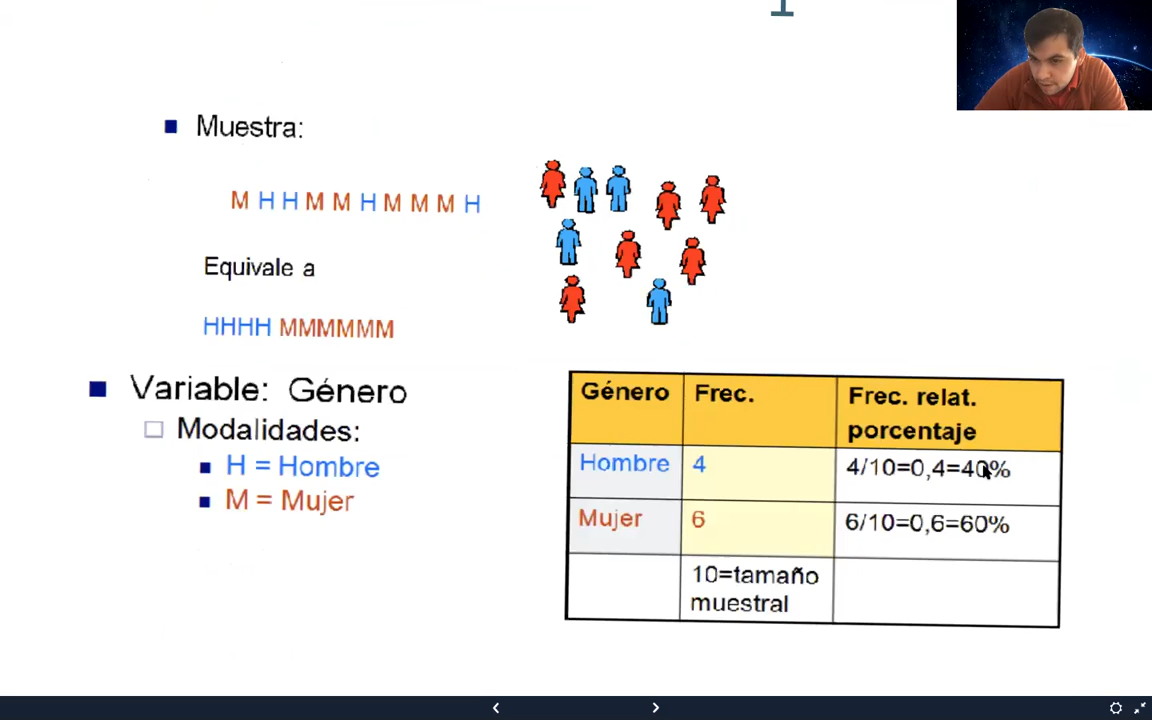 Muestra:
M H H M M H M M M H
Equivale a
HHHH MMMMMM
Variable: Género
Modalidades:
H = Hombre
M = Mujer
Género Frec. Frec. relat.
porcentaje
Hombre 4 4/10=0,4=40%
Mujer 6 6/10=0,6=60%
10=tamaño
muestral